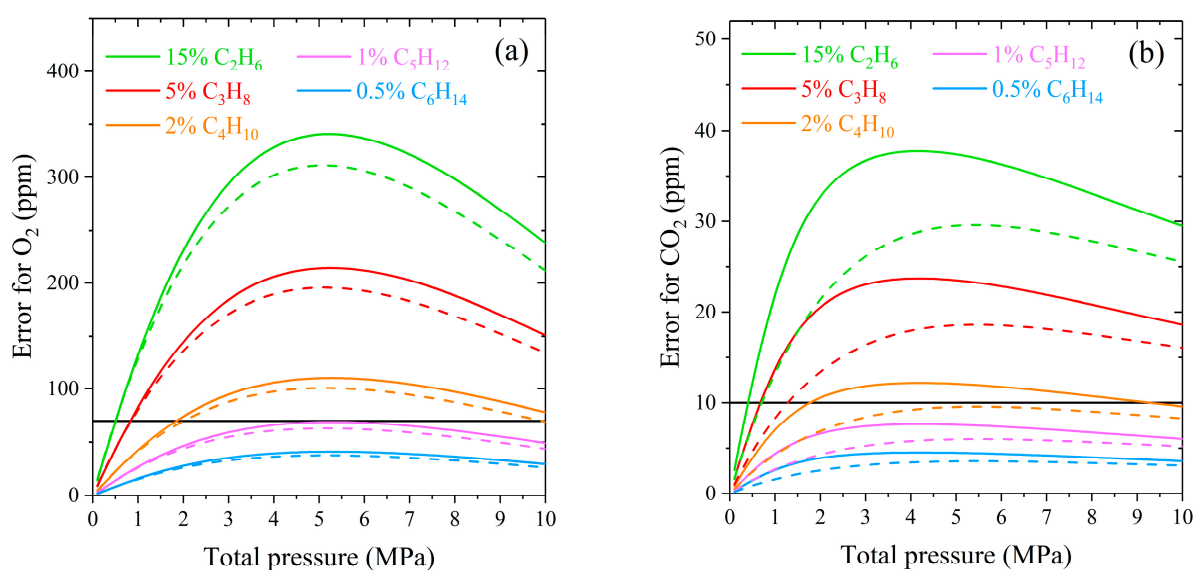 (a)
15% C₂H₆
1% C₅H₁₂
5% C₃H₈
0.5% C₆H₁₄
2% C₄H₁₀
Error for O₂ (ppm)
400
300
200
100
0
0 1 2 3 4 5 6 7 8 9 10
Total pressure (MPa)
(b)
15% C₂H₆
1% C₅H₁₂
5% C₃H₈
0.5% C₆H₁₄
2% C₄H₁₀
Error for CO₂ (ppm)
50
40
30
20
10
0
0 1 2 3 4 5 6 7 8 9 10
Total pressure (MPa)